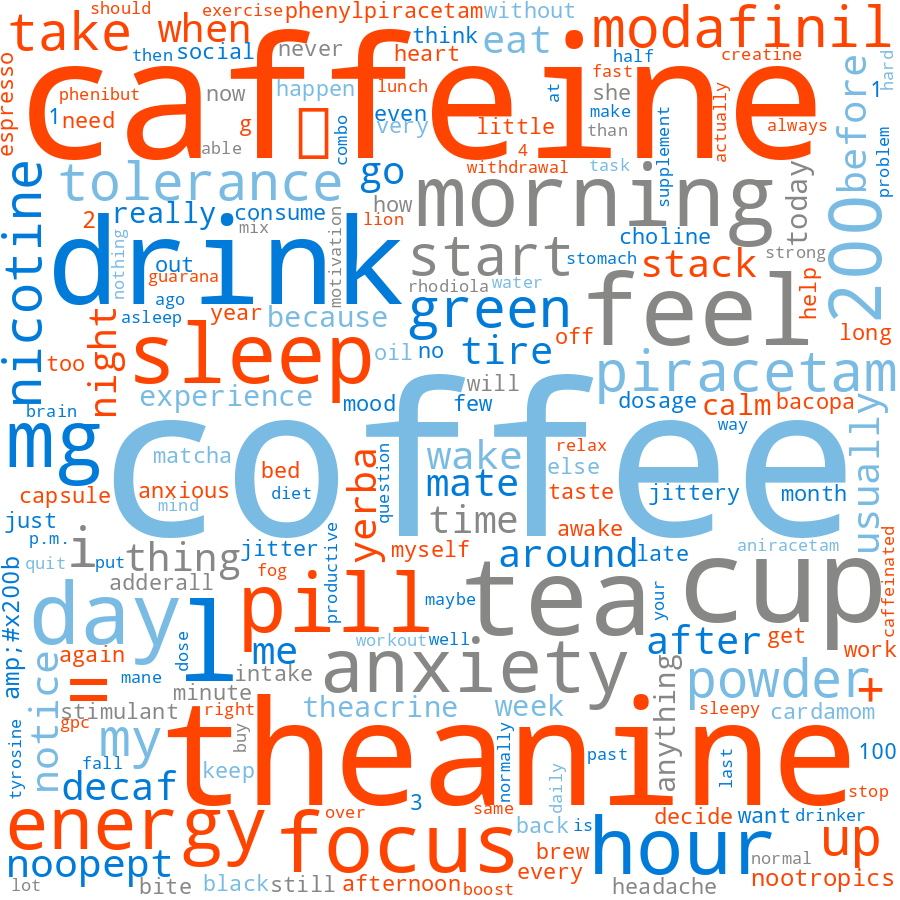 should
exercise
phenylpiracetam
without
take
when
then
social
never
think
heart
eat
modafinil
half
creatine
hard
espresso
caffeine
phenibut
1
need
now
happen
able
g
combo
even
very
lunch
little
4
withdrawal
at
fast
she
make
than
task
supplement
actually
always
before
1
problem
tolerance
go
how
lion
morning
today
200
nicotine
2
really
consume
mix
motivation
drink
nothing
out
guarana
ago
asleep
start
rhodiola
water
stomach
choline
stack
strong
help
year
because
green
feel
off
long
too
night
sleep
oil
no
tire
will
piracetam
experience
mood
few
dosage
calm
bacopa
way
brain
mg
matcha
bed
diet
coffee
question
wake
mate
relax
else
taste
jittery
month
usually
capsule
anxious
mind
yerba
time
awake
just
p.m.
quit
put
i
thing
jitter
adderall
fog
productive
myself
around
late
aniracetam
caffeinated
amp;#x200b
day
l
pill
maybe
tea
your
cup
again
mane
dose
me
workout
well
after
get
work
notice
=
minute
intake
anxiety
anything
powder
+
stimulant
gpc
right
buy
theacrine
week
sleepy
cardamom
tyrosine
my
fall
keep
theanine
normally
past
last
100
decaf
3
daily
stop
over
same
decide
want
drinker
energy
focus
back
is
hour
up
noopept
brew
normal
every
nootropics
lot
bite
black
still
afternoon
boost
headache